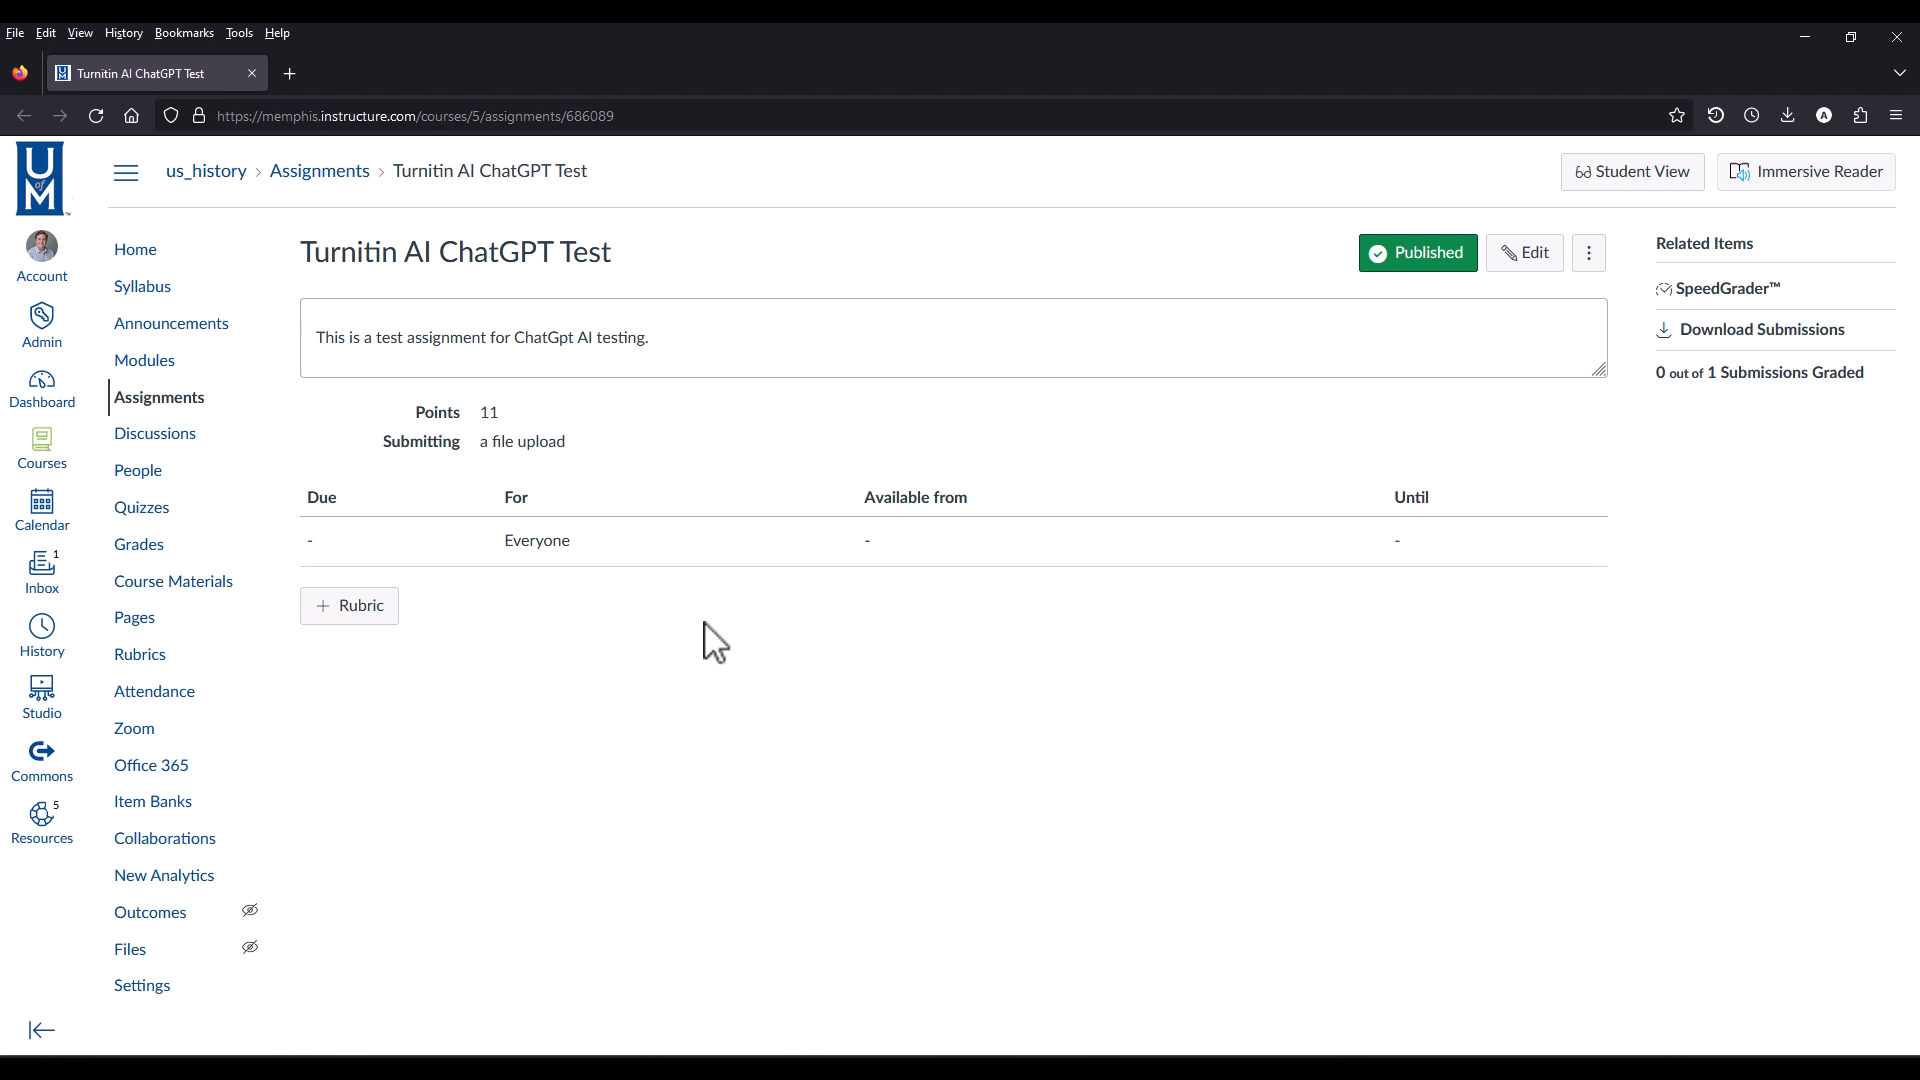 File Edit View History Bookmarks Tools Help
Turnitin AI ChatGPT Test
https://memphis.instructure.com/courses/5/assignments/686089
A
U of M
TM
us_history > Assignments > Turnitin AI ChatGPT Test
Student View
Immersive Reader
Account
Admin
Dashboard
Courses
Calendar
1
Inbox
History
Studio
Commons
5
Resources
Home
Syllabus
Announcements
Modules
Assignments
Discussions
People
Quizzes
Grades
Course Materials
Pages
Rubrics
Attendance
Zoom
Office 365
Item Banks
Collaborations
New Analytics
Outcomes
Files
Settings
Turnitin AI ChatGPT Test
Published
Edit
This is a test assignment for ChatGpt AI testing.
Points 11
Submitting a file upload
Due For Available from Until
- Everyone - -
+ Rubric
Related Items
SpeedGrader™
Download Submissions
0 out of 1 Submissions Graded